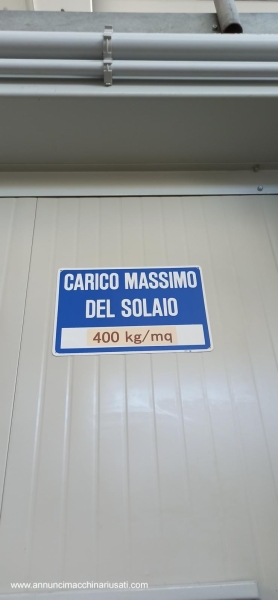 CARICO MASSIMO
DEL SOLAIO
400 kg/mq
www.annuncimacchinariusati.com